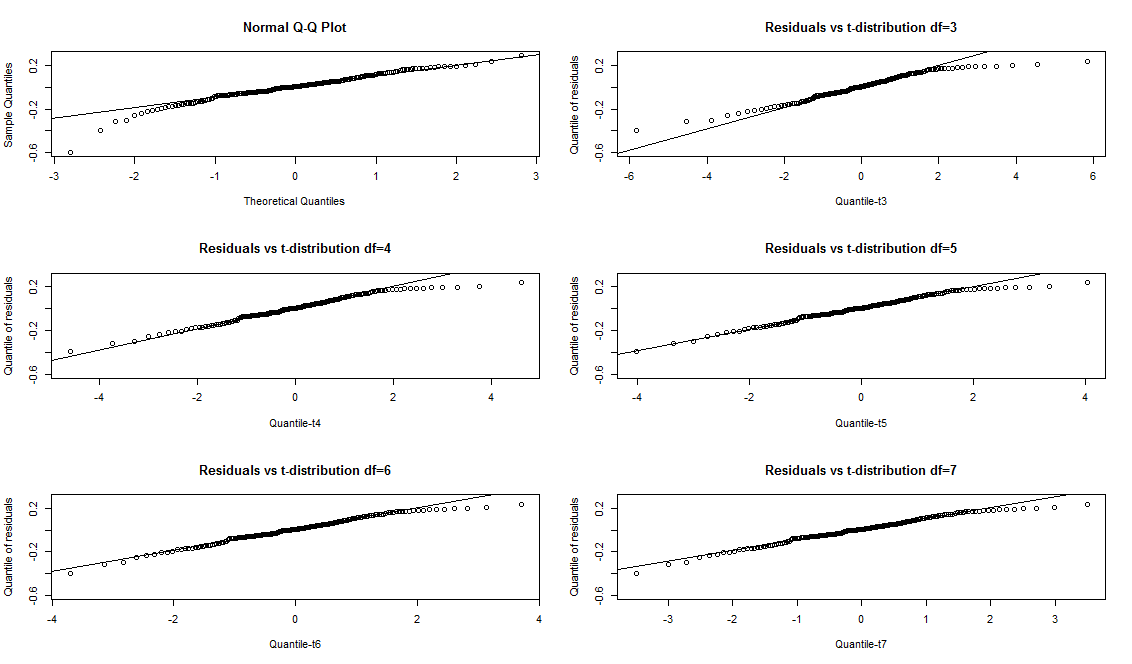 Normal Q-Q Plot
Sample Quantiles
0.2
-0.2
-0.6
-3 -2 -1 0 1 2 3
Theoretical Quantiles
Residuals vs t-distribution df=3
Quantile of residuals
0.2
-0.2
-0.6
-6 -4 -2 0 2 4 6
Quantile-t3
Residuals vs t-distribution df=4
Quantile of residuals
0.2
-0.2
-0.6
-4 -2 0 2 4
Quantile-t4
Residuals vs t-distribution df=5
Quantile of residuals
0.2
-0.2
-0.6
-4 -2 0 2 4
Quantile-t5
Residuals vs t-distribution df=6
Quantile of residuals
0.2
-0.2
-0.6
-4 -2 0 2 4
Quantile-t6
Residuals vs t-distribution df=7
Quantile of residuals
0.2
-0.2
-0.6
-3 -2 -1 0 1 2 3
Quantile-t7